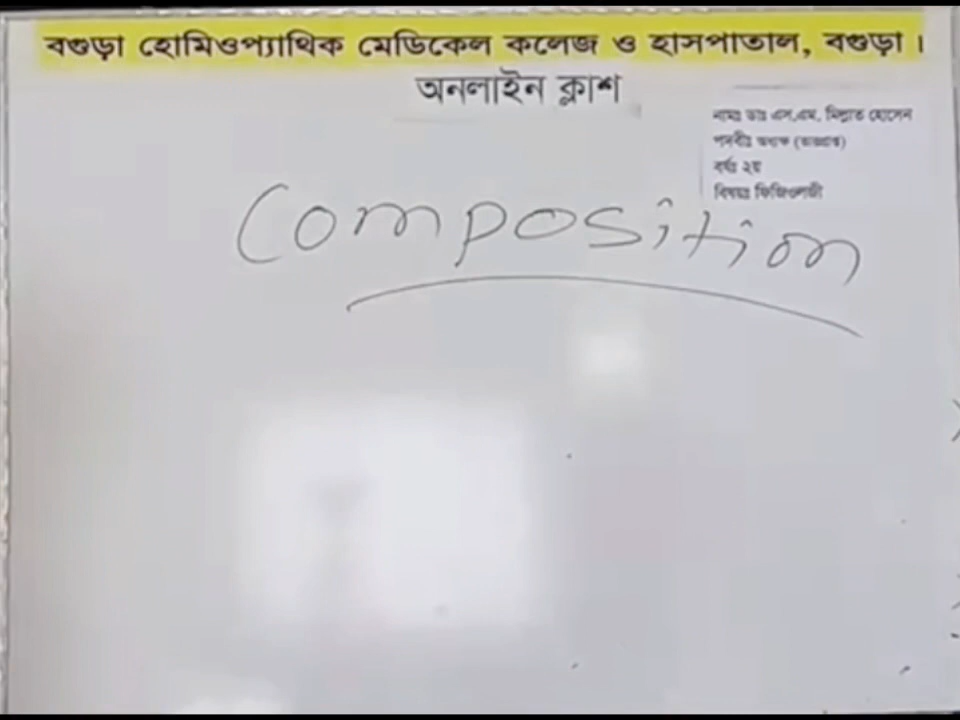 বগুড়া হোমিওপ্যাথিক মেডিকেল কলেজ ও হাসপাতাল, বগুড়া।
অনলাইন ক্লাশ
নামঃ ডাঃ এস.এম. মিল্লাত হোসেন
পদবীঃ অধ্যক্ষ (ভারপ্রাপ্ত)
বর্ষঃ ২য়
বিষয়ঃ ফিজিওলজী
Composition